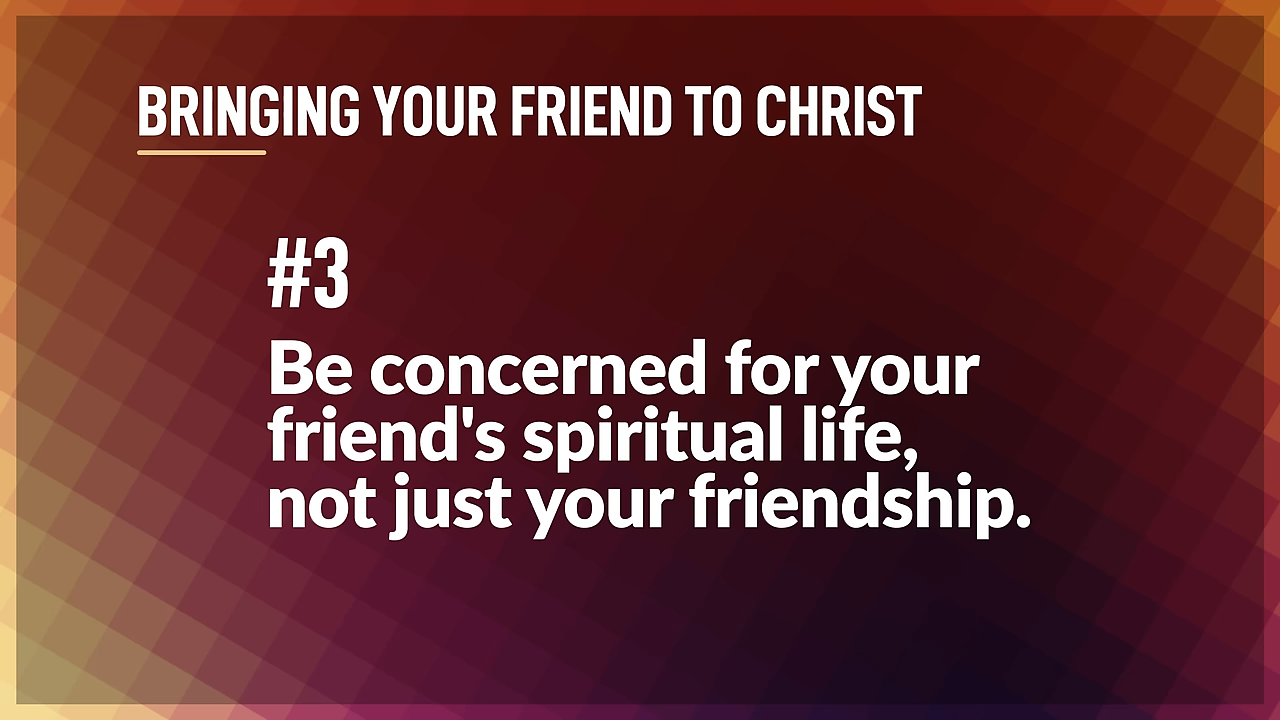 BRINGING YOUR FRIEND TO CHRIST
#3
Be concerned for your
friend's spiritual life,
not just your friendship.